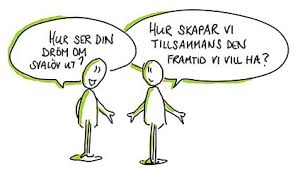 HUR SER DIN
DRÖM OM
SVALÖV UT?
HUR SKAPAR VI
TILLSAMMANS DEN
FRAMTID VI VILL HA?